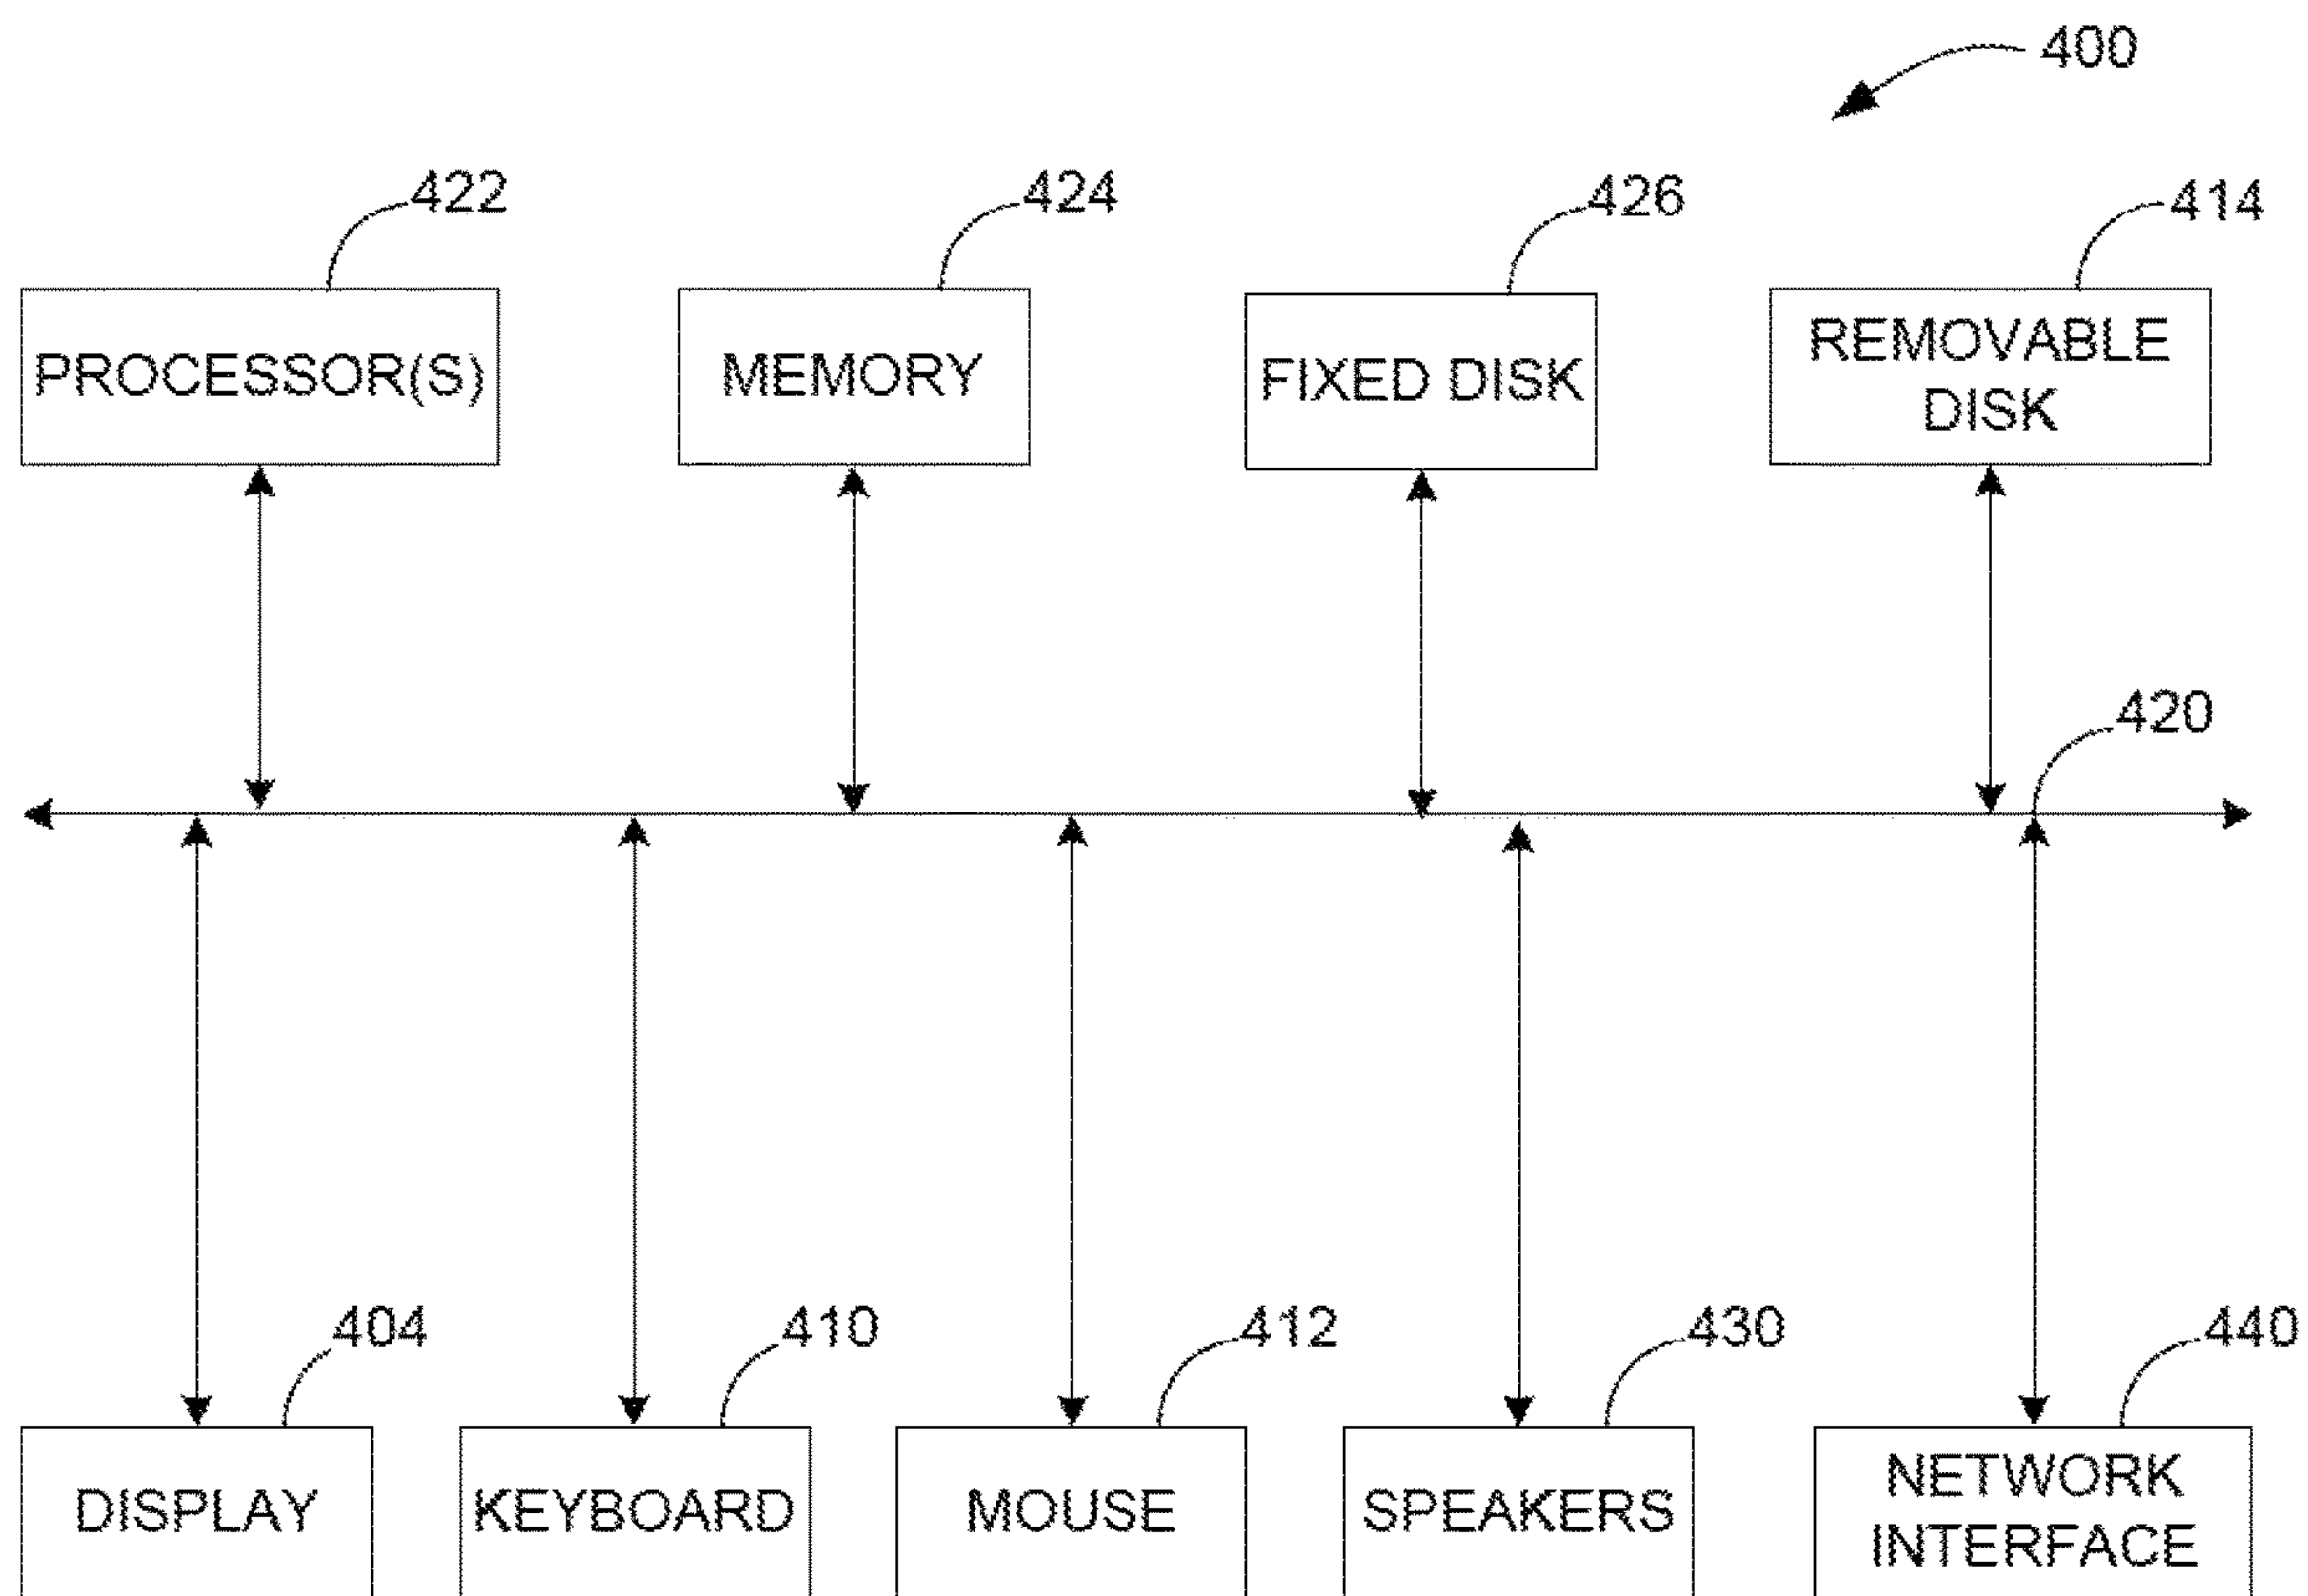 400
422
424
426
414
PROCESSOR(S)
MEMORY
FIXED DISK
REMOVABLE
DISK
420
404
410
412
430
440
DISPLAY
KEYBOARD
MOUSE
SPEAKERS
NETWORK
INTERFACE